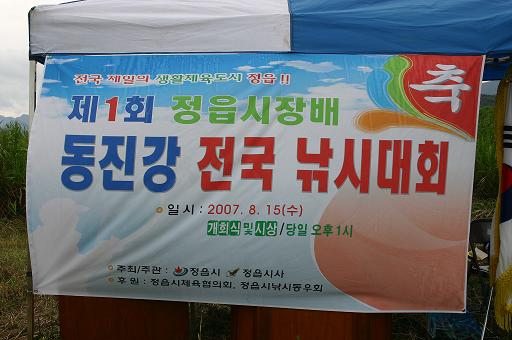 전국 제일의 생활체육도시 정읍!!
축
제1회 정읍시장배
동진강 전국 낚시대회
일시 : 2007. 8. 15(수)
개회식 및 시상/당일 오후 1시
주최/주관 : 정읍시 정읍시사
후원 : 정읍시체육협의회, 정읍시낚시동우회